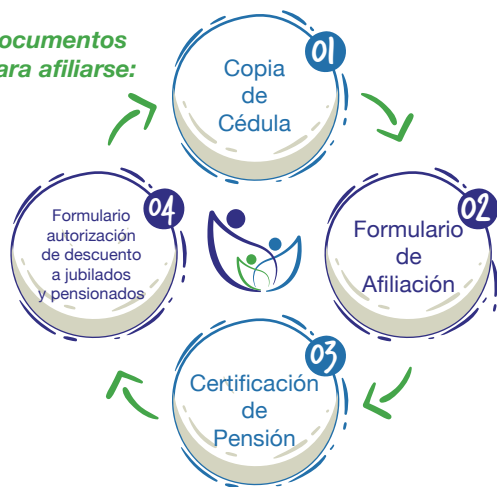 ocumentos
ara afiliarse:
01
Copia
de
Cédula
02
Formulario
de
Afiliación
03
Certificación
de
Pensión
04
Formulario
autorización
de descuento
a jubilados
y pensionados